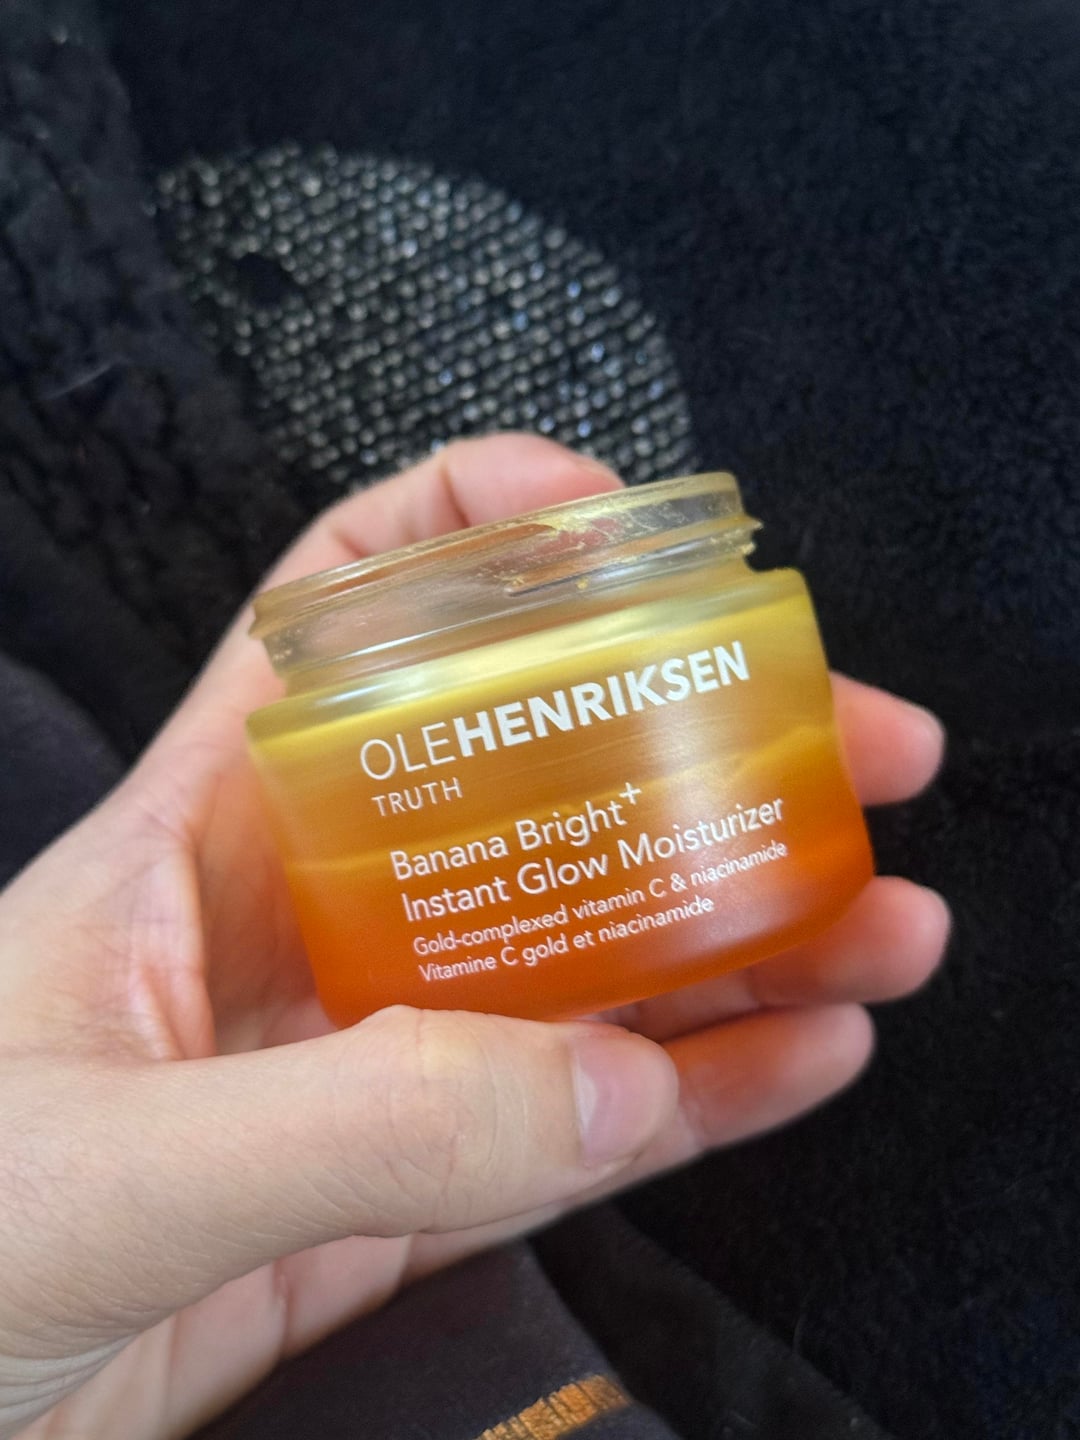 OLEHENRIKSEN
TRUTH
Banana Bright+
Instant Glow Moisturizer
Gold-complexed vitamin C & niacinamide
Vitamine C gold et niacinamide